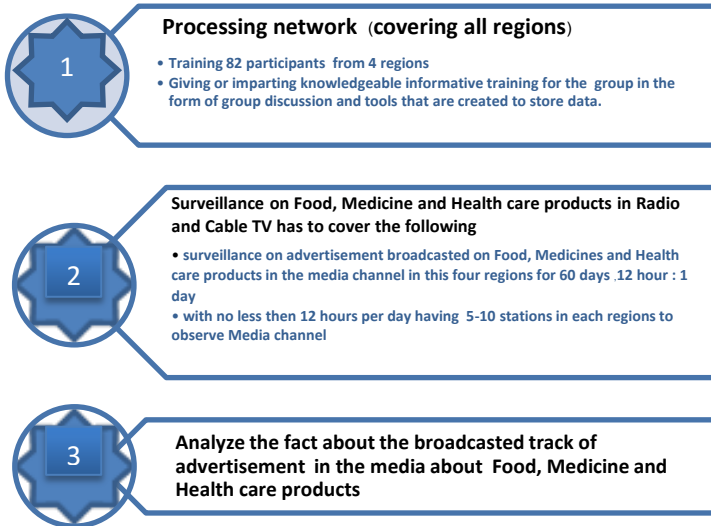 1
Processing network (covering all regions)
• Training 82 participants from 4 regions
• Giving or imparting knowledgeable informative training for the group in the
form of group discussion and tools that are created to store data.
2
Surveillance on Food, Medicine and Health care products in Radio
and Cable TV has to cover the following
• surveillance on advertisement broadcasted on Food, Medicines and Health
care products in the media channel in this four regions for 60 days ,12 hour : 1
day
• with no less then 12 hours per day having 5-10 stations in each regions to
observe Media channel
3
Analyze the fact about the broadcasted track of
advertisement in the media about Food, Medicine and
Health care products